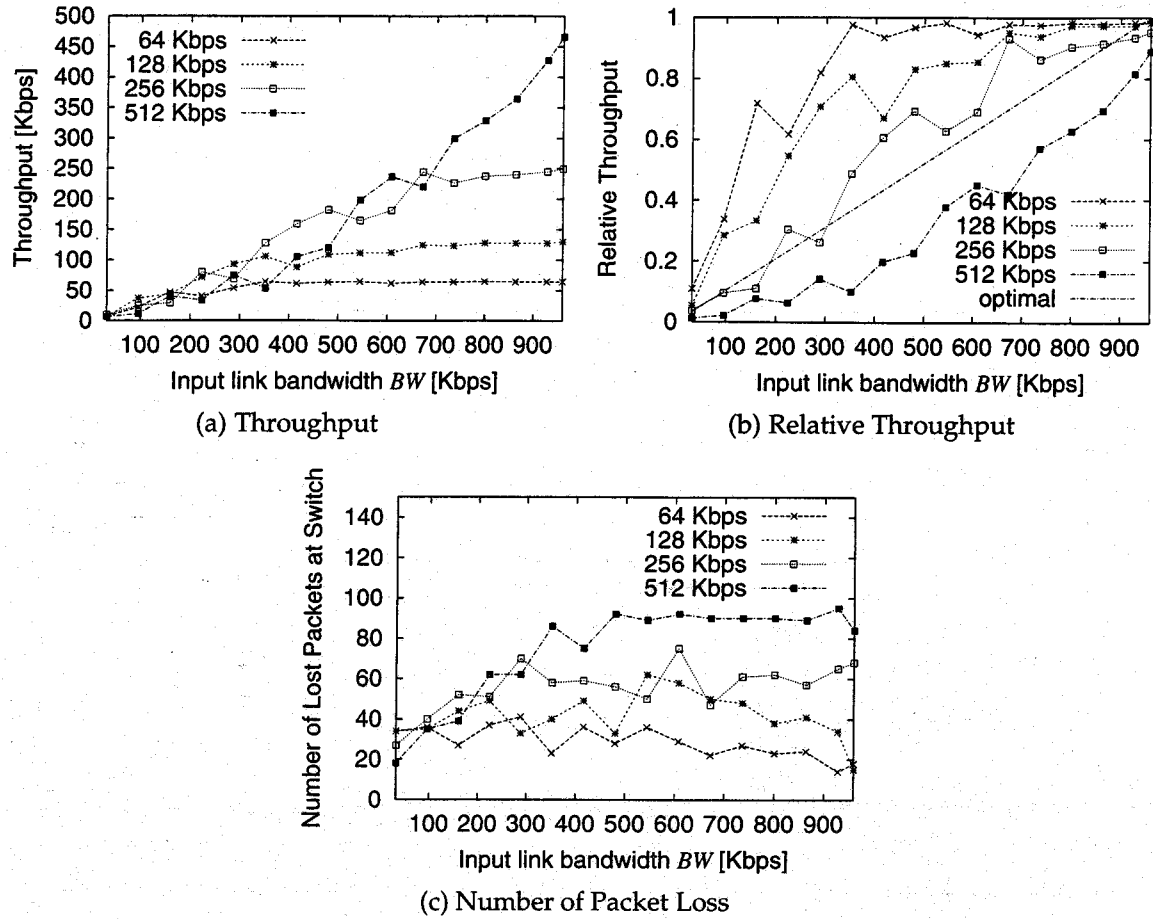 500
450
400
350
300
250
200
150
100
50
0
Throughput [Kbps]
64 Kbps
128 Kbps
256 Kbps
512 Kbps
100 200 300 400 500 600 700 800 900
Input link bandwidth BW [Kbps]
(a) Throughput
1
0.8
0.6
0.4
0.2
0
Relative Throughput
64 Kbps
128 Kbps
256 Kbps
512 Kbps
optimal
100 200 300 400 500 600 700 800 900
Input link bandwidth BW [Kbps]
(b) Relative Throughput
140
120
100
80
60
40
20
0
Number of Lost Packets at Switch
64 Kbps
128 Kbps
256 Kbps
512 Kbps
100 200 300 400 500 600 700 800 900
Input link bandwidth BW [Kbps]
(c) Number of Packet Loss